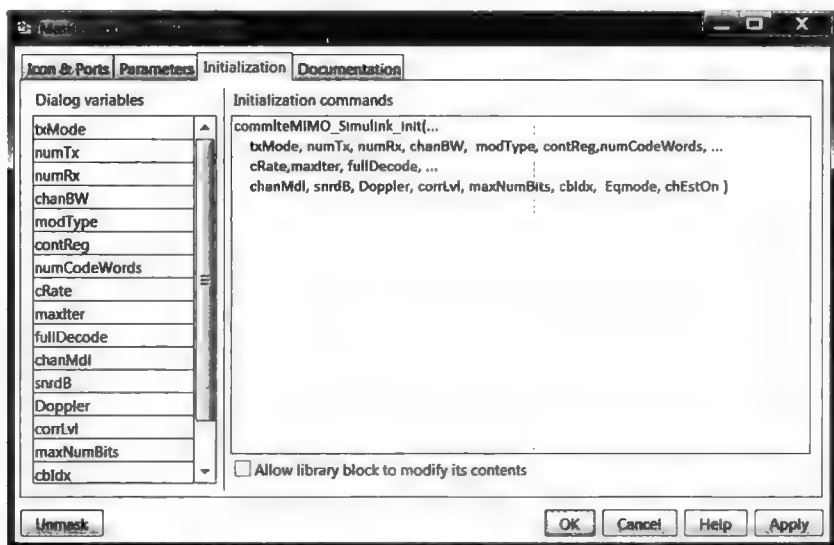 Mask
Icon & Ports Parameters Initialization Documentation
Dialog variables
txMode
numTx
numRx
chanBW
modType
contReg
numCodeWords
cRate
maxIter
fullDecode
chanMdl
snrdB
Doppler
corrLvl
maxNumBits
cbIdx
Initialization commands
commlteMIMO_Simulink_init(...
txMode, numTx, numRx, chanBW, modType, contReg,numCodeWords, ...
cRate,maxIter, fullDecode, ...
chanMdl, snrdB, Doppler, corrLvl, maxNumBits, cbIdx, Eqmode, chEstOn )
Allow library block to modify its contents
Unmask OK Cancel Help Apply